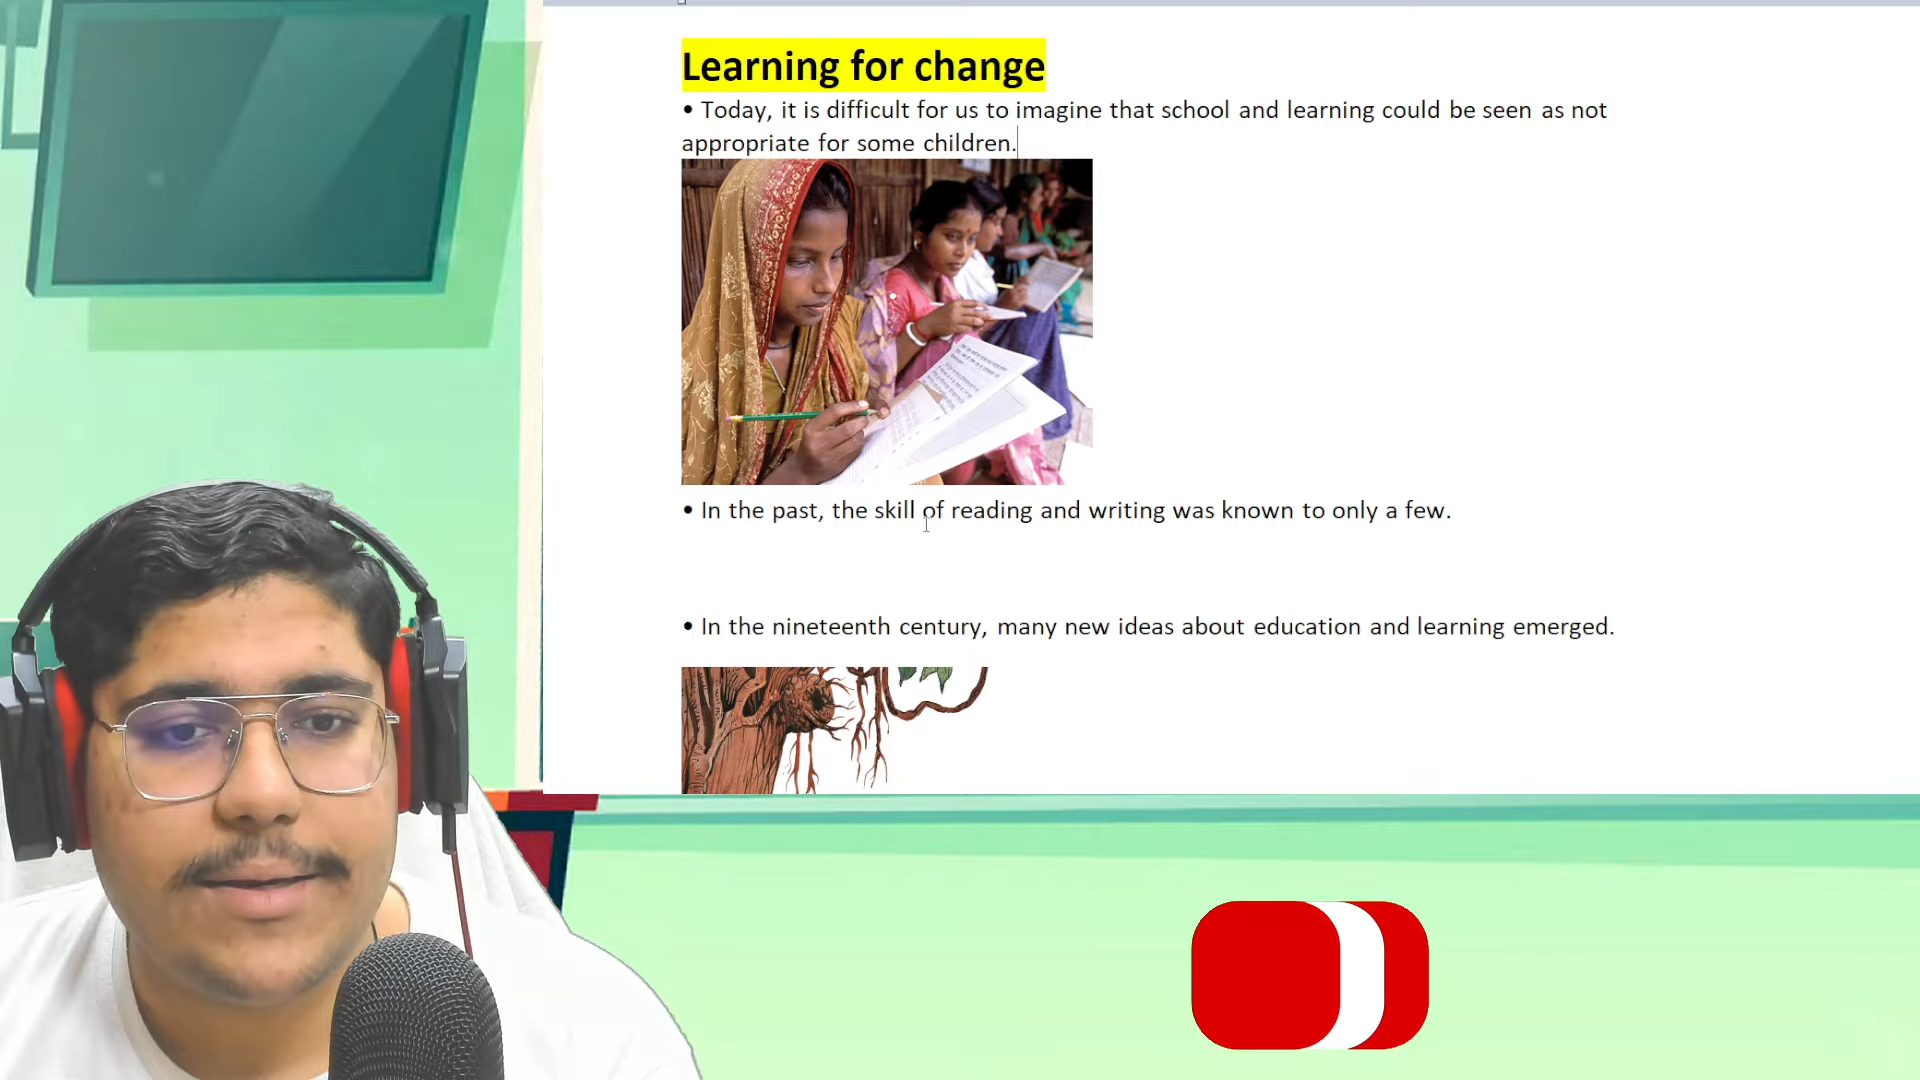 Learning for change
• Today, it is difficult for us to imagine that school and learning could be seen as not
appropriate for some children.
• In the past, the skill of reading and writing was known to only a few.
• In the nineteenth century, many new ideas about education and learning emerged.